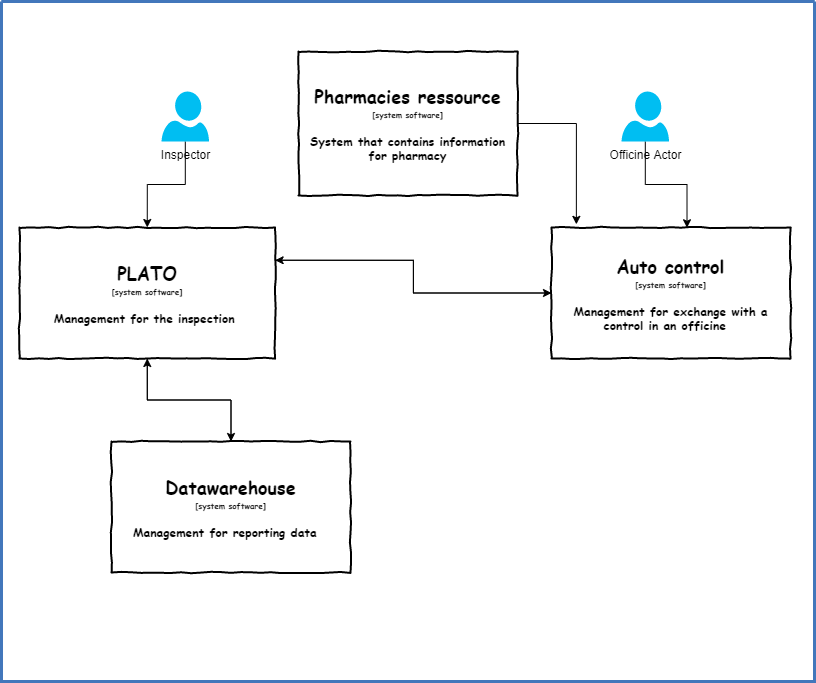 Pharmacies ressource
[system software]
System that contains information
for pharmacy
Inspector
Officine Actor
PLATO
[system software]
Management for the inspection
Auto control
[system software]
Management for exchange with a
control in an officine
Datawarehouse
[system software]
Management for reporting data